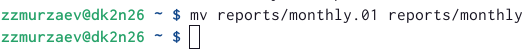 zzmurzaev@dk2n26 ~ $ mv reports/monthly.01 reports/monthly
zzmurzaev@dk2n26 ~ $